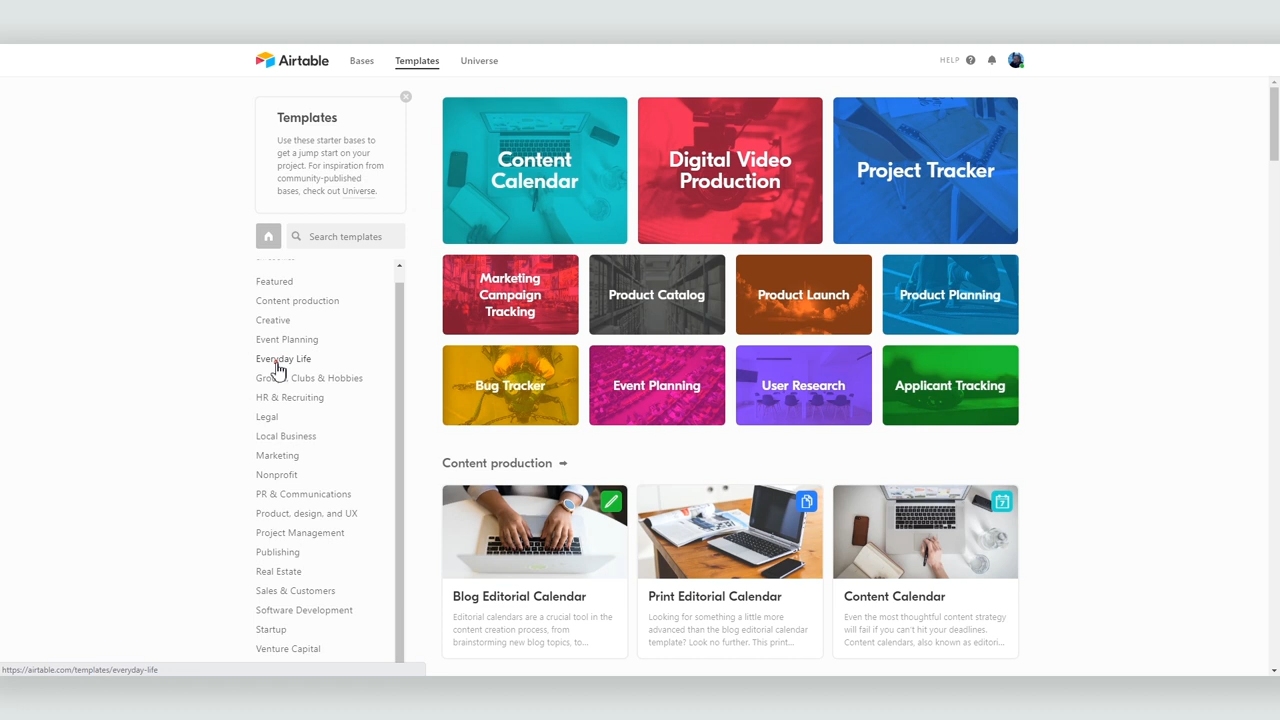 Airtable
Bases
Templates
Universe
HELP
Templates
Use these starter bases to
get a jump start on your
project. For inspiration from
community-published
bases, check out Universe.
Search templates
Featured
Content production
Creative
Event Planning
Everyday Life
Groups, Clubs & Hobbies
HR & Recruiting
Legal
Local Business
Marketing
Nonprofit
PR & Communications
Product, design, and UX
Project Management
Publishing
Real Estate
Sales & Customers
Software Development
Startup
Venture Capital
Content
Calendar
Digital Video
Production
Project Tracker
Marketing
Campaign
Tracking
Product Catalog
Product Launch
Product Planning
Bug Tracker
Event Planning
User Research
Applicant Tracking
Content production
Blog Editorial Calendar
Editorial calendars are a crucial tool in the
content creation process, from
brainstorming new blog topics, to...
Print Editorial Calendar
Looking for something a little more
advanced than the blog editorial calendar
template? Look no further. This print...
7
Content Calendar
Even the most thoughtful content strategy
will fail if you can't hit your deadlines.
Content calendars, also known as editori...
https://airtable.com/templates/everyday-life